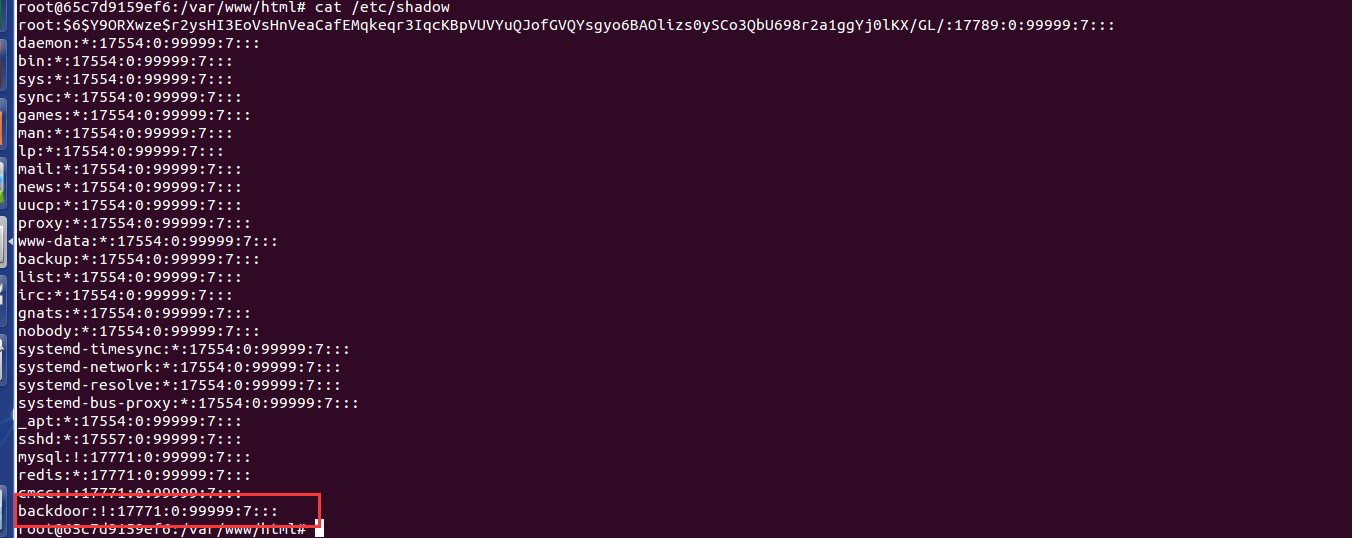 root@65c7d9159ef6:/var/www/html# cat /etc/shadow
root:$6$Y9ORXwze$r2ysHI3EoVsHnVeaCafEMqkeqr3IqcKBpVUVYuQJofGVQYsgyo6BAOlizs0ySCo3QbU698r2a1ggYj0lKX/GL/:17789:0:99999:7:::
daemon:*:17554:0:99999:7:::
bin:*:17554:0:99999:7:::
sys:*:17554:0:99999:7:::
sync:*:17554:0:99999:7:::
games:*:17554:0:99999:7:::
man:*:17554:0:99999:7:::
lp:*:17554:0:99999:7:::
mail:*:17554:0:99999:7:::
news:*:17554:0:99999:7:::
uucp:*:17554:0:99999:7:::
proxy:*:17554:0:99999:7:::
www-data:*:17554:0:99999:7:::
backup:*:17554:0:99999:7:::
list:*:17554:0:99999:7:::
irc:*:17554:0:99999:7:::
gnats:*:17554:0:99999:7:::
nobody:*:17554:0:99999:7:::
systemd-timesync:*:17554:0:99999:7:::
systemd-network:*:17554:0:99999:7:::
systemd-resolve:*:17554:0:99999:7:::
systemd-bus-proxy:*:17554:0:99999:7:::
_apt:*:17554:0:99999:7:::
sshd:*:17557:0:99999:7:::
mysql:!:17771:0:99999:7:::
redis:*:17771:0:99999:7:::
cmcc:!:17771:0:99999:7:::
backdoor:!:17771:0:99999:7:::
root@65c7d9159ef6:/var/www/html#